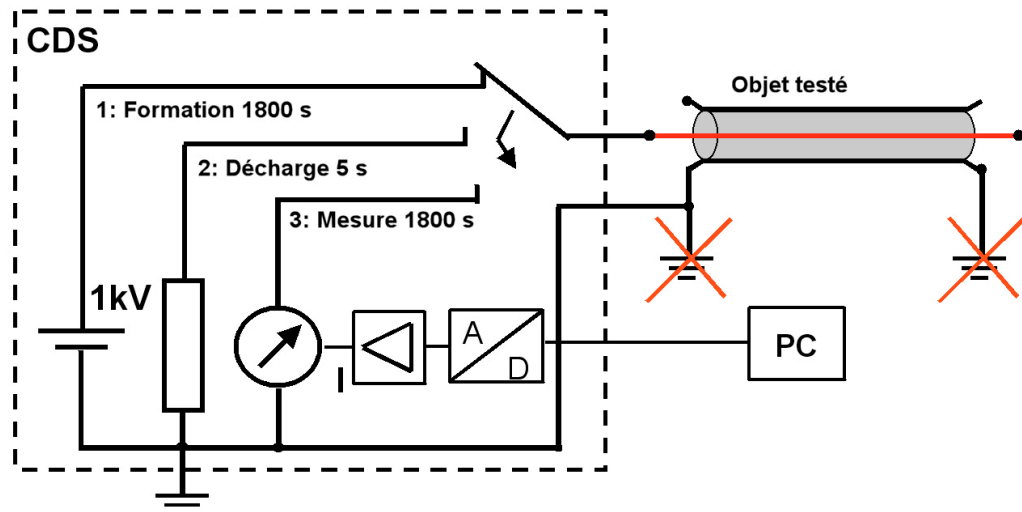 CDS
Objet testé
1: Formation 1800 s
2: Décharge 5 s
3: Mesure 1800 s
1kV
I
A
D
PC